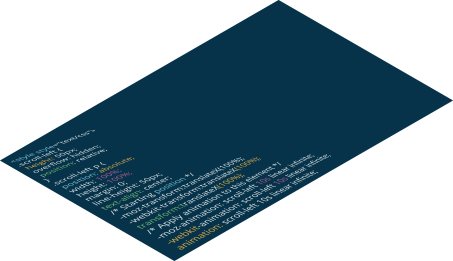 <style style="text/css">
.scroll-left {
height: 50px;
overflow: hidden;
position: relative;
}
.scroll-left p {
position: absolute;
width: 100%;
height: 100%;
margin: 0;
line-height: 50px;
text-align: center;
/* Starting position */
-moz-transform:translateX(100%);
-webkit-transform:translateX(100%);
transform:translateX(100%);
/* Apply animation to this element */
-moz-animation: scroll-left 10s linear infinite;
-webkit-animation: scroll-left 10s linear infinite;
animation: scroll-left 10s linear infinite;